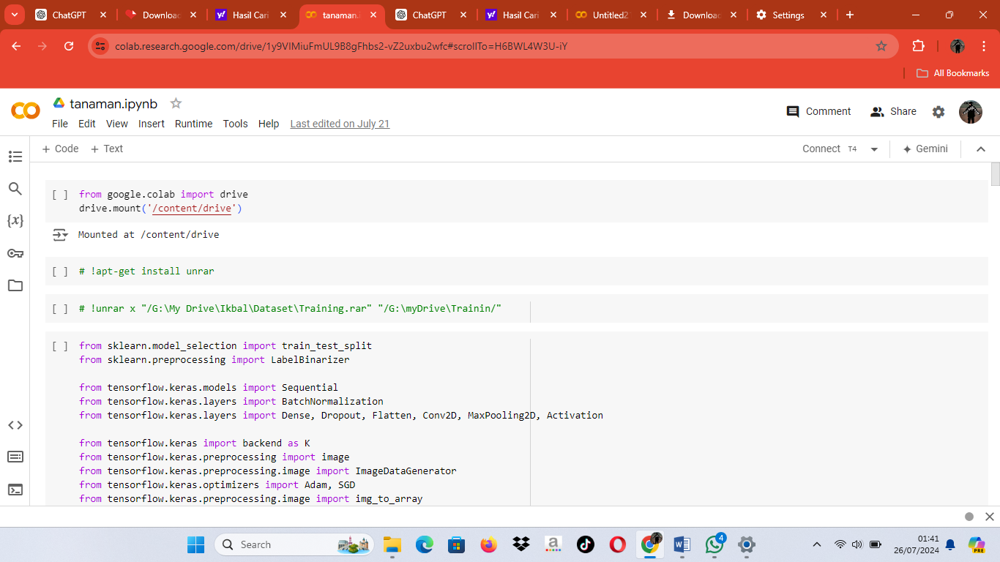 ChatGPT
Download
Hasil Cari
tanaman.i
ChatGPT
Hasil Cari
Untitled2
Download
Settings
colab.research.google.com/drive/1y9VIMiuFmUL9B8gFhbs2-vZ2uxbu2wfc#scrollTo=H6BWL4W3U-iY
All Bookmarks
tanaman.ipynb
File Edit View Insert Runtime Tools Help Last edited on July 21
Comment
Share
+ Code + Text
Connect T4
Gemini
[ ] from google.colab import drive
drive.mount('/content/drive')
Mounted at /content/drive
[ ] # !apt-get install unrar
[ ] # !unrar x "/G:\My Drive\Ikbal\Dataset\Training.rar" "/G:\myDrive\Trainin/"
[ ] from sklearn.model_selection import train_test_split
from sklearn.preprocessing import LabelBinarizer
from tensorflow.keras.models import Sequential
from tensorflow.keras.layers import BatchNormalization
from tensorflow.keras.layers import Dense, Dropout, Flatten, Conv2D, MaxPooling2D, Activation
from tensorflow.keras import backend as K
from tensorflow.keras.preprocessing import image
from tensorflow.keras.preprocessing.image import ImageDataGenerator
from tensorflow.keras.optimizers import Adam, SGD
from tensorflow.keras.preprocessing.image import img_to_array
{x}
Search
4
01:41
26/07/2024
PRE